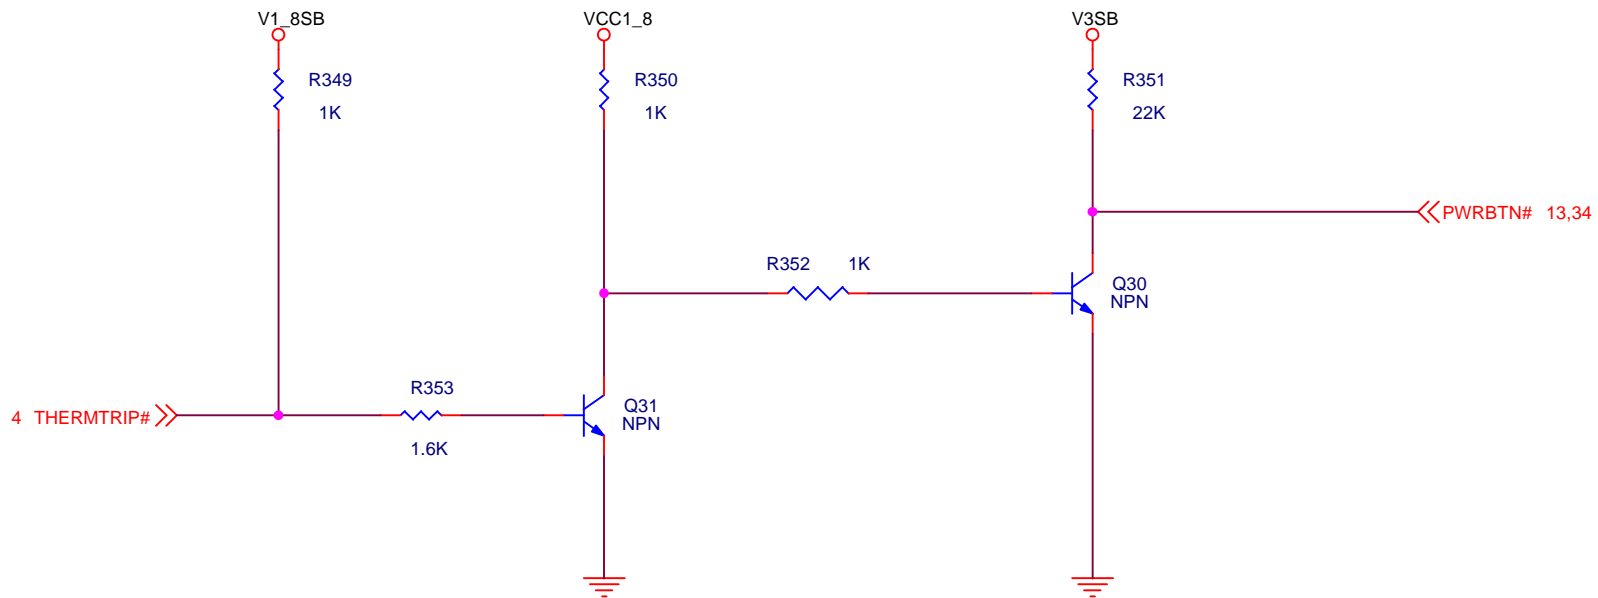 V1_8SB
VCC1_8
V3SB
R349
1K
R350
1K
R351
22K
PWRBTN# 13,34
R352 1K
Q30
NPN
R353
1.6K
Q31
NPN
4 THERMTRIP#